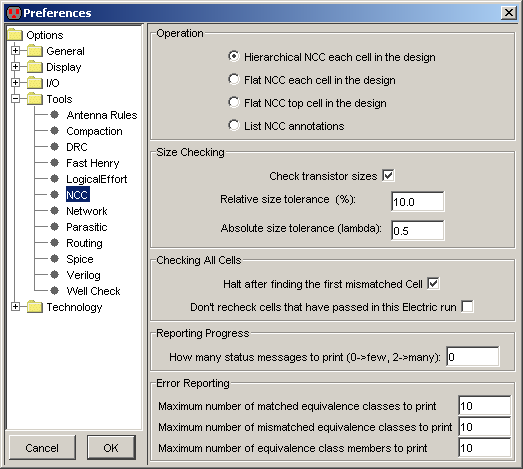 Preferences
Options
General
Display
I/O
Tools
Antenna Rules
Compaction
DRC
Fast Henry
LogicalEffort
NCC
Network
Parasitic
Routing
Spice
Verilog
Well Check
Technology
Cancel
OK
Operation
Hierarchical NCC each cell in the design
Flat NCC each cell in the design
Flat NCC top cell in the design
List NCC annotations
Size Checking
Check transistor sizes
Relative size tolerance (%): 10.0
Absolute size tolerance (lambda): 0.5
Checking All Cells
Halt after finding the first mismatched Cell
Don't recheck cells that have passed in this Electric run
Reporting Progress
How many status messages to print (0->few, 2->many): 0
Error Reporting
Maximum number of matched equivalence classes to print 10
Maximum number of mismatched equivalence classes to print 10
Maximum number of equivalence class members to print 10